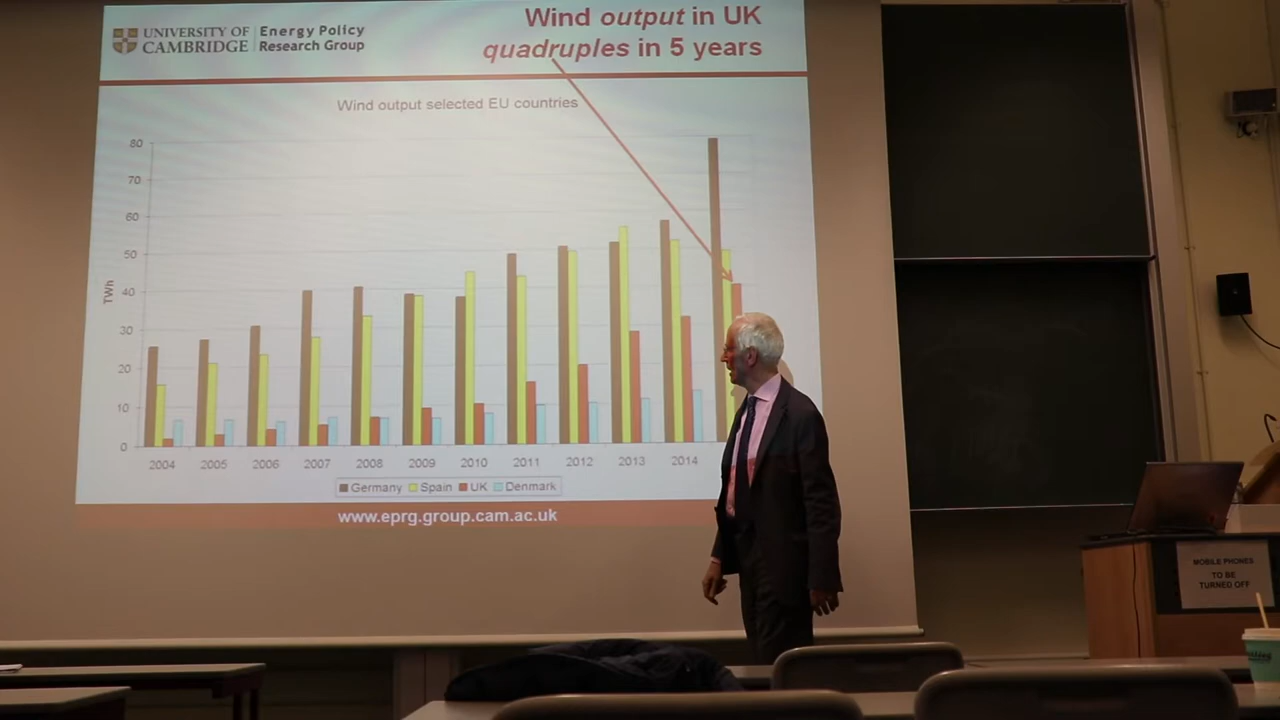 UNIVERSITY OF
CAMBRIDGE
Energy Policy
Research Group
Wind output in UK
quadruples in 5 years
Wind output selected EU countries
80
70
60
50
40
30
20
10
0
TWh
2004 2005 2006 2007 2008 2009 2010 2011 2012 2013 2014
Germany Spain UK Denmark
www.eprg.group.cam.ac.uk
MOBILE PHONES
TO BE
TURNED OFF